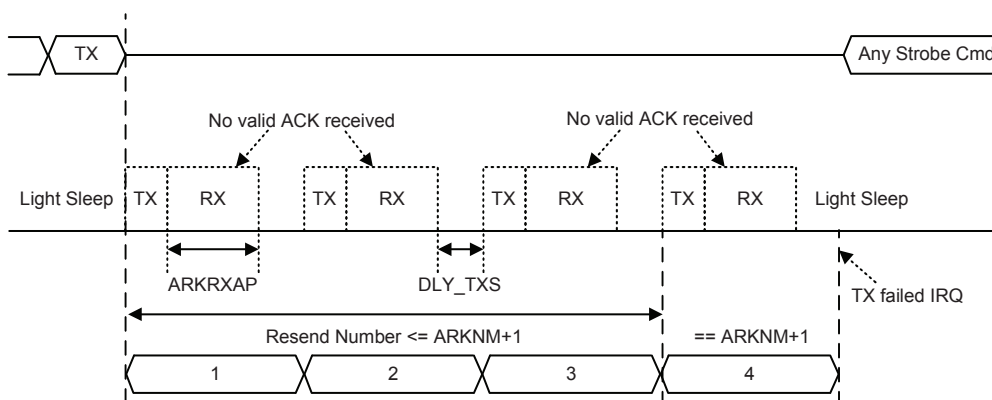 TX
Any Strobe Cmd
No valid ACK received
No valid ACK received
Light Sleep
TX
RX
TX
RX
TX
RX
TX
RX
Light Sleep
ARKRXAP
DLY_TXS
TX failed IRQ
Resend Number <= ARKNM+1
== ARKNM+1
1
2
3
4